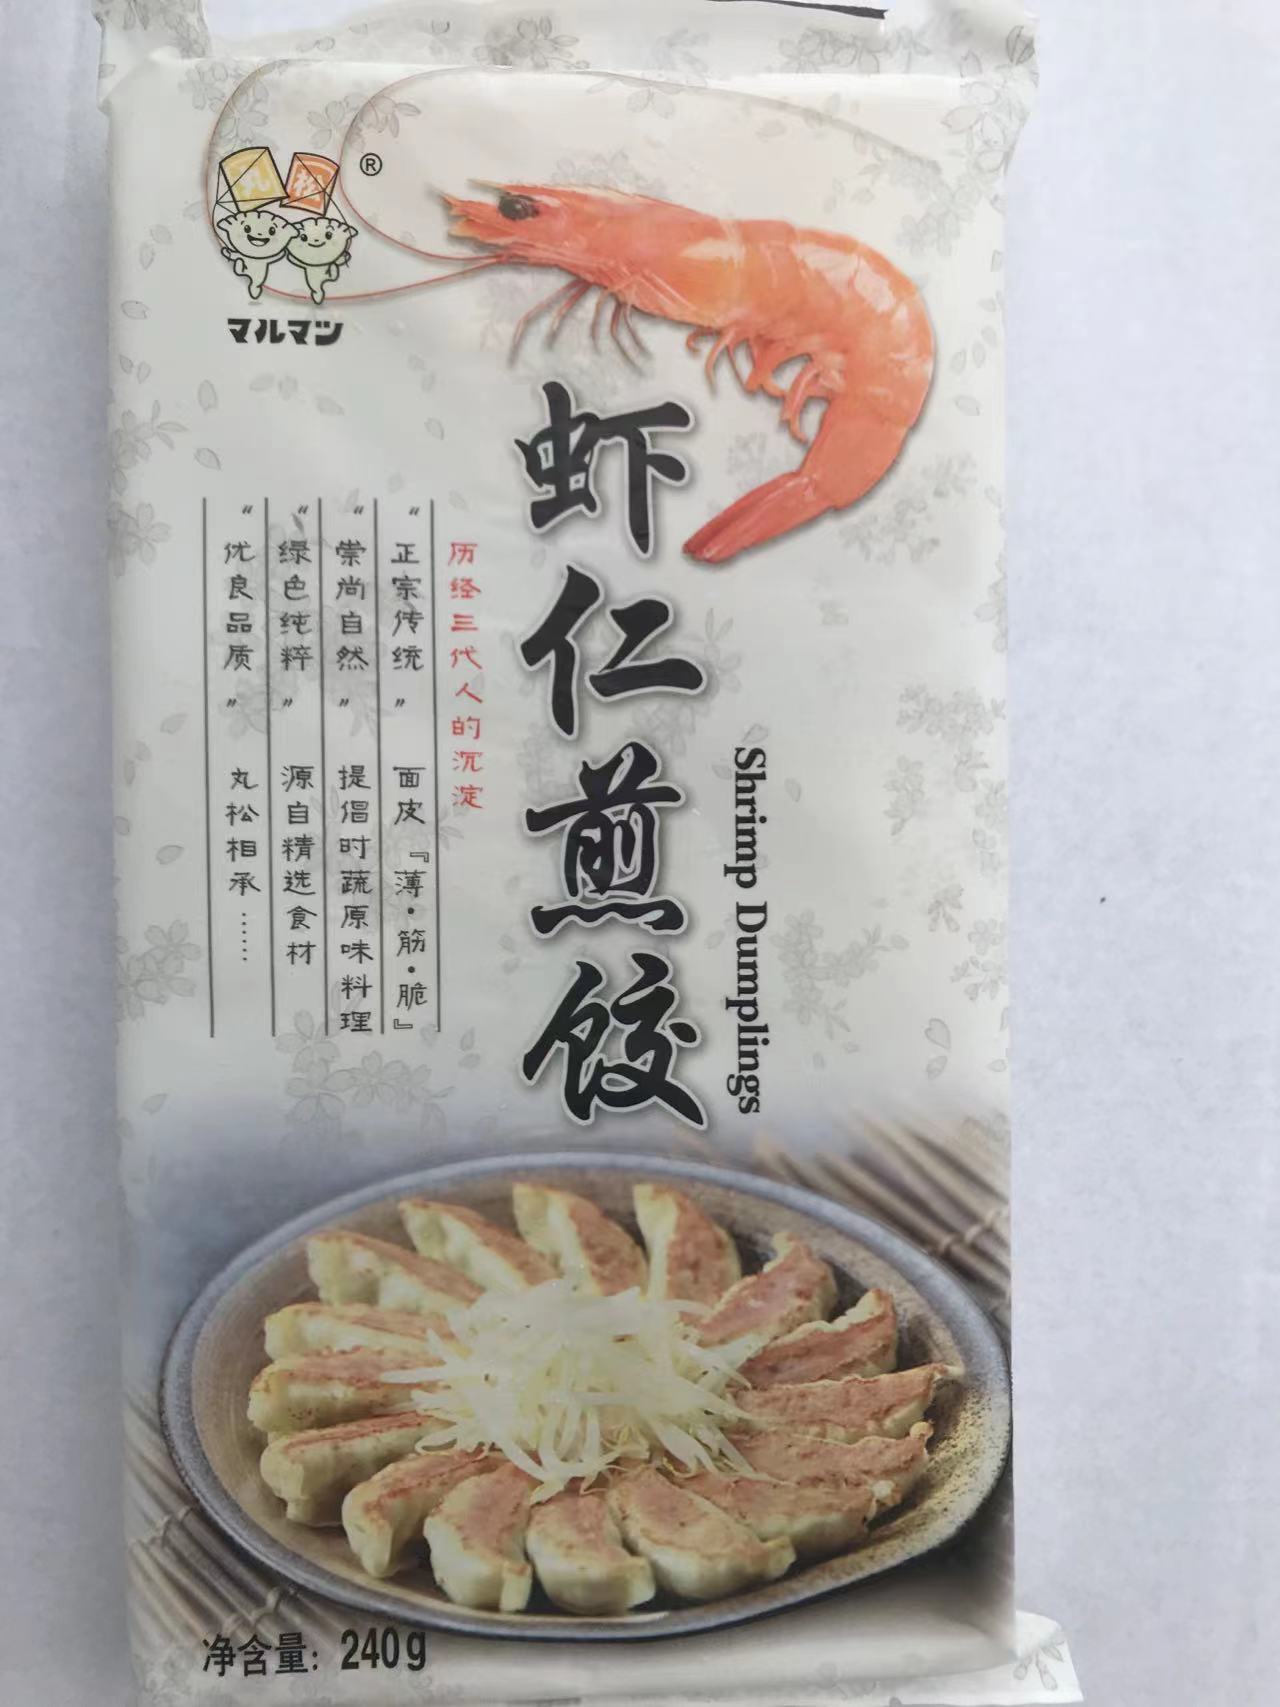 丸 松
®
マルマツ
虾仁煎饺
Shrimp Dumplings
历经三代人的沉淀
“正宗传统” 面皮『薄·筋·脆』
“崇尚自然” 提倡时蔬原味料理
“绿色纯粹” 源自精选食材
“优良品质” 丸松相承……
净含量：240g